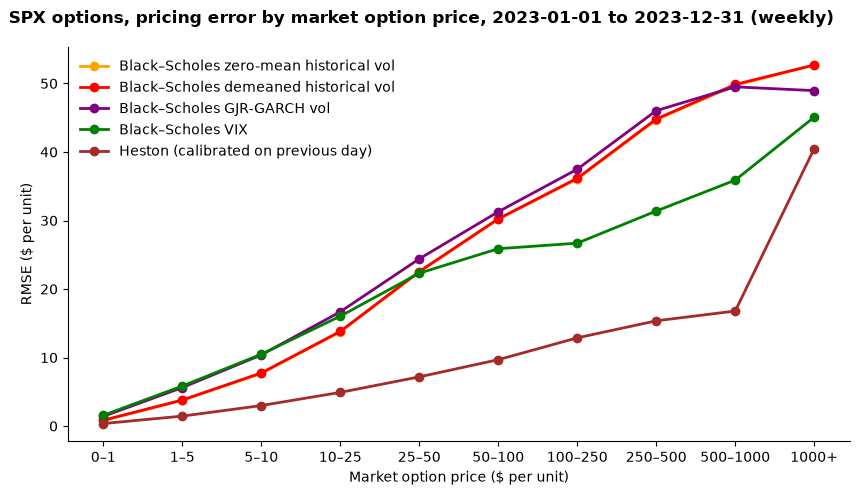 SPX options, pricing error by market option price, 2023-01-01 to 2023-12-31 (weekly)
Black–Scholes zero-mean historical vol
Black–Scholes demeaned historical vol
Black–Scholes GJR-GARCH vol
Black–Scholes VIX
Heston (calibrated on previous day)
RMSE ($ per unit)
50
40
30
20
10
0
0–1 1–5 5–10 10–25 25–50 50–100 100–250 250–500 500–1000 1000+
Market option price ($ per unit)